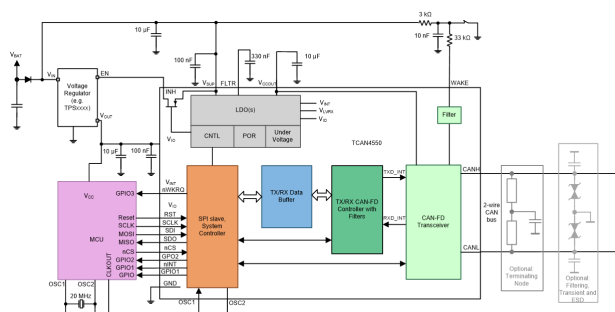 3 kΩ
10 µF
10 nF
33 kΩ
100 nF
330 nF
10 µF
VBAT
VIN
EN
Voltage
Regulator
(e.g.
TPSxxxx)
VOUT
INH
VSUP
FLTR
VCCOUT
WAKE
LDO(s)
VINT
VLVRX
VIO
Filter
VIO
CNTL
POR
Under
Voltage
TCAN4550
10 µF
100 nF
VCC
GPIO3
VINT
nWKRQ
VIO
MCU
Reset
RST
SCLK
SCLK
MOSI
SDI
MISO
SDO
nCS
nCS
GPIO2
GPO2
GPIO1
nINT
GPIO
GPIO1
GND
CLKOUT
OSC1
OSC2
20 MHz
OSC1
OSC2
SPI slave,
System
Controller
TX/RX Data
Buffer
TX/RX CAN-FD
Controller with
Filters
TXD_INT
RXD_INT
CAN-FD
Transceiver
CANH
CANL
2-wire
CAN
bus
Optional:
Terminating
Node
Optional:
Filtering,
Transient and
ESD